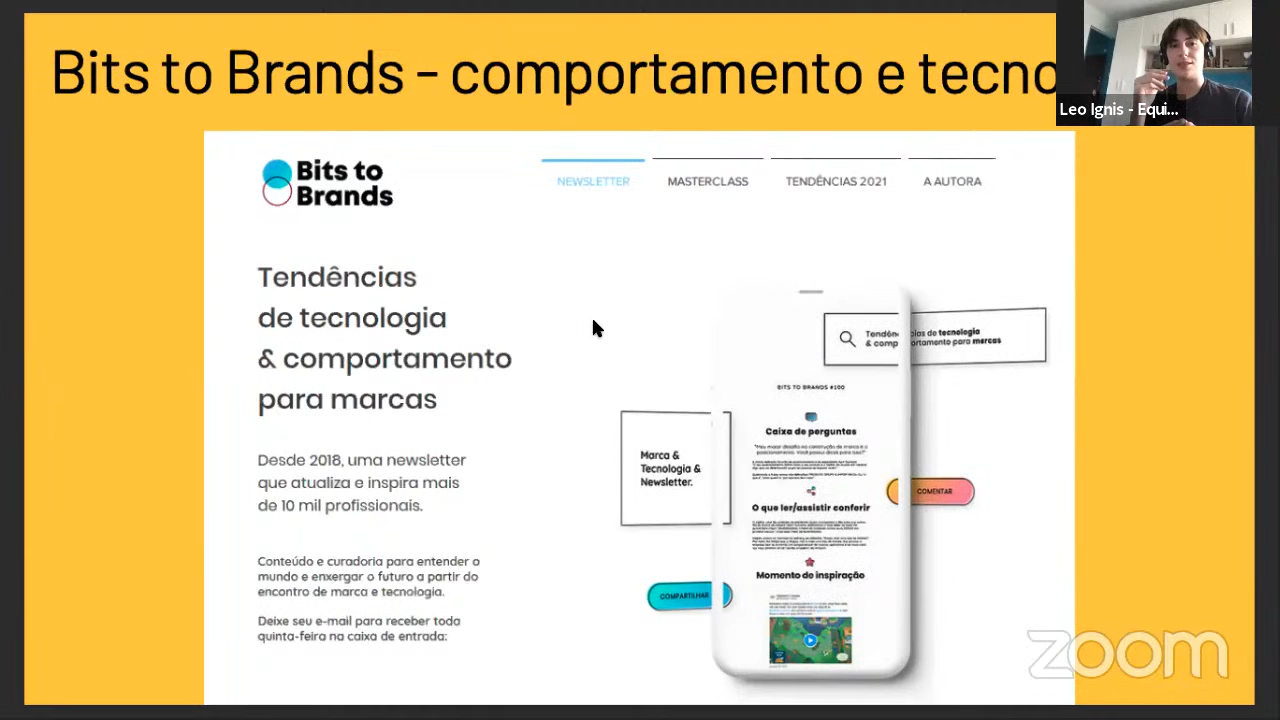 Bits to Brands - comportamento e tecno
Leo Ignis - Equi...
Bits to
Brands
NEWSLETTER
MASTERCLASS
TENDÊNCIAS 2021
A AUTORA
Tendências
de tecnologia
& comportamento
para marcas
Desde 2018, uma newsletter
que atualiza e inspira mais
de 10 mil profissionais.
Conteúdo e curadoria para entender o
mundo e enxergar o futuro a partir do
encontro de marca e tecnologia.
Deixe seu e-mail para receber toda
quinta-feira na caixa de entrada:
BITS TO BRANDS #100
Caixa de perguntas
Marca &
Tecnologia &
Newsletter.
COMENTAR
O que ler/assistir conferir
Momento de inspiração
COMPARTILHAR
zoom